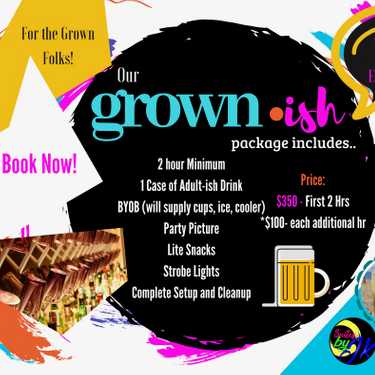 For the Grown
Folks!
Our
grown•ish
package includes..
Book Now!
2 hour Minimum
1 Case of Adult-ish Drink
BYOB (will supply cups, ice, cooler)
Party Picture
Lite Snacks
Strobe Lights
Complete Setup and Cleanup
Price:
$350 - First 2 Hrs
*$100- each additional hr
by